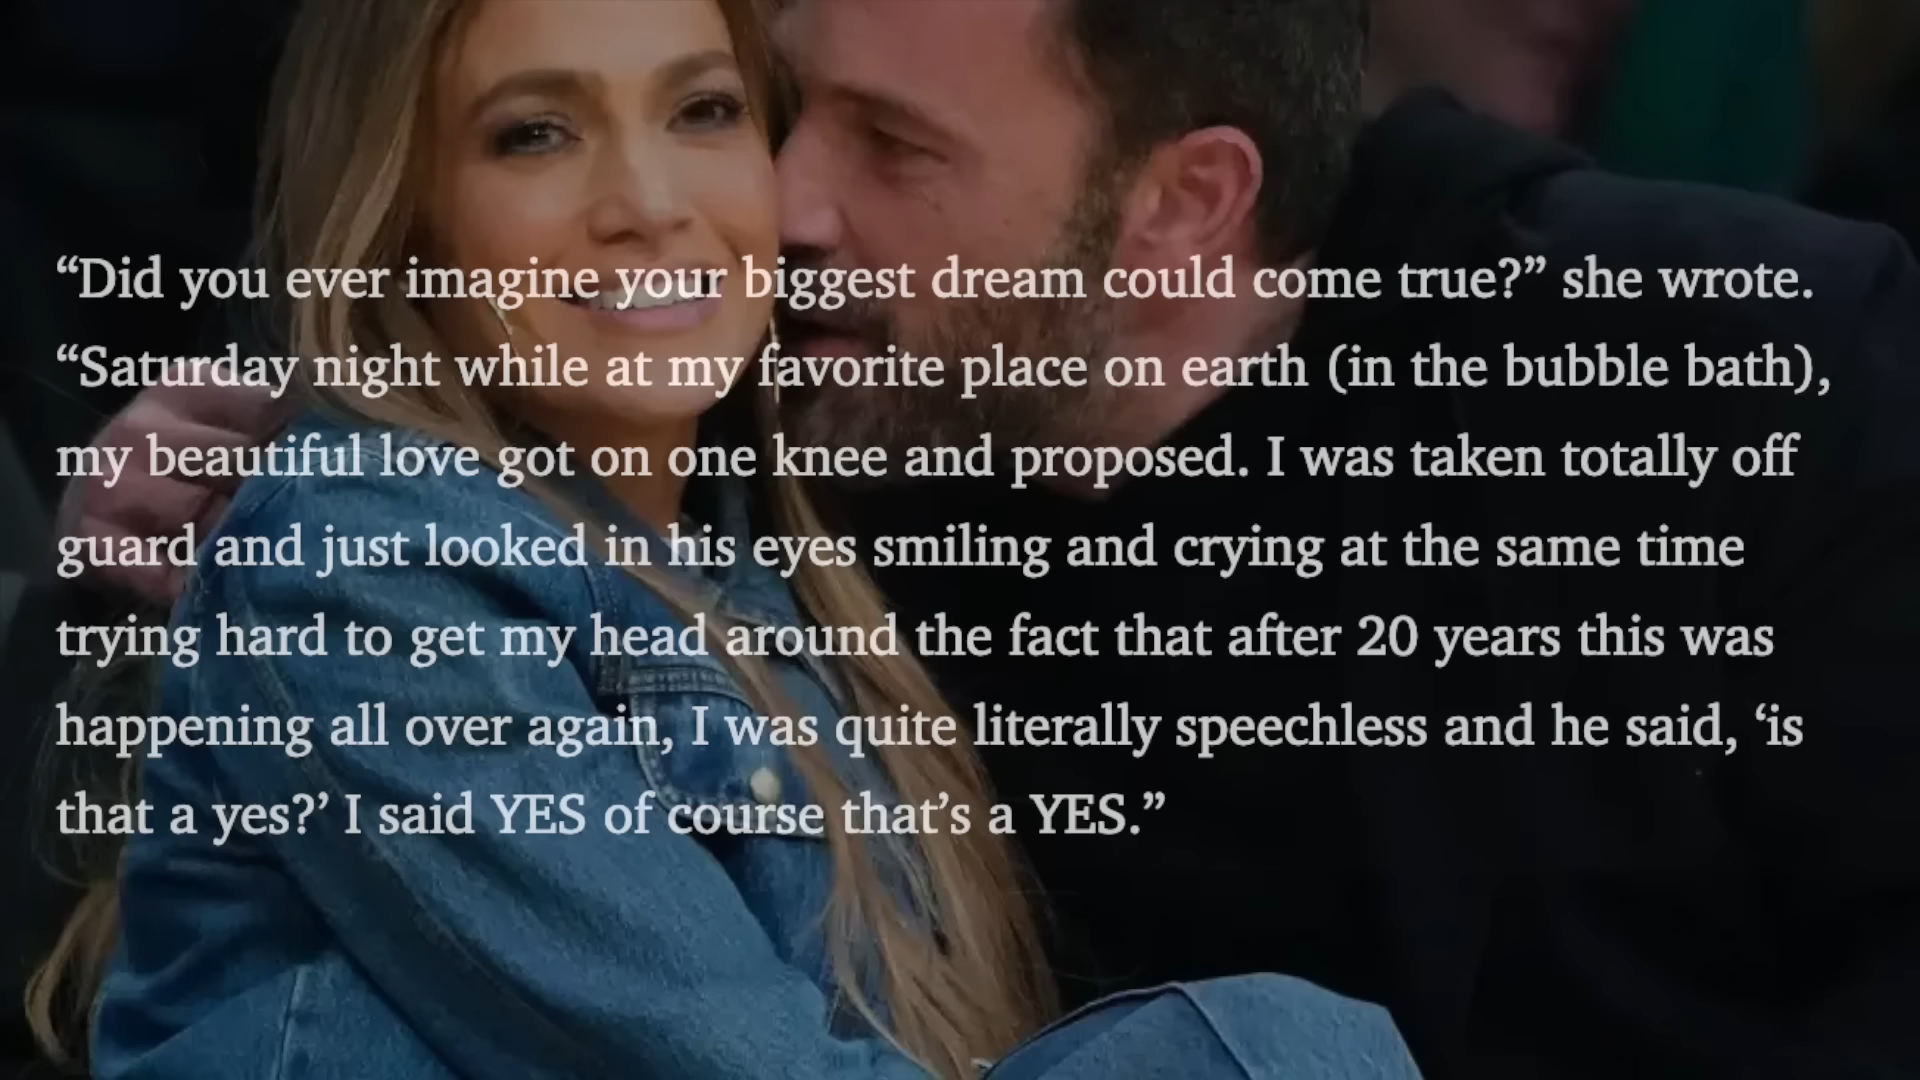 “Did you ever imagine your biggest dream could come true?” she wrote.
“Saturday night while at my favorite place on earth (in the bubble bath),
my beautiful love got on one knee and proposed. I was taken totally off
guard and just looked in his eyes smiling and crying at the same time
trying hard to get my head around the fact that after 20 years this was
happening all over again, I was quite literally speechless and he said, ‘is
that a yes?’ I said YES of course that’s a YES.”